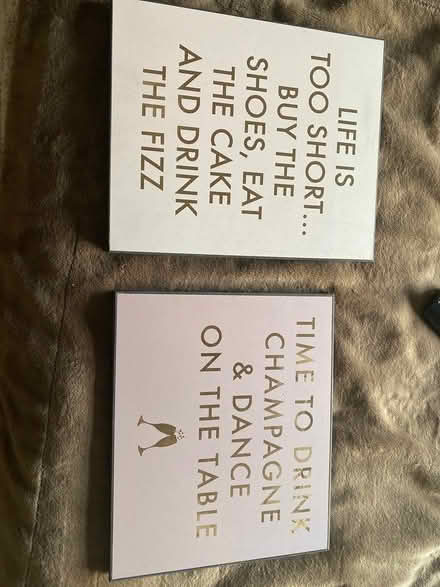 LIFE IS
TOO SHORT...
BUY THE
SHOES, EAT
THE CAKE
AND DRINK
THE FIZZ
TIME TO DRINK
CHAMPAGNE
& DANCE
ON THE TABLE